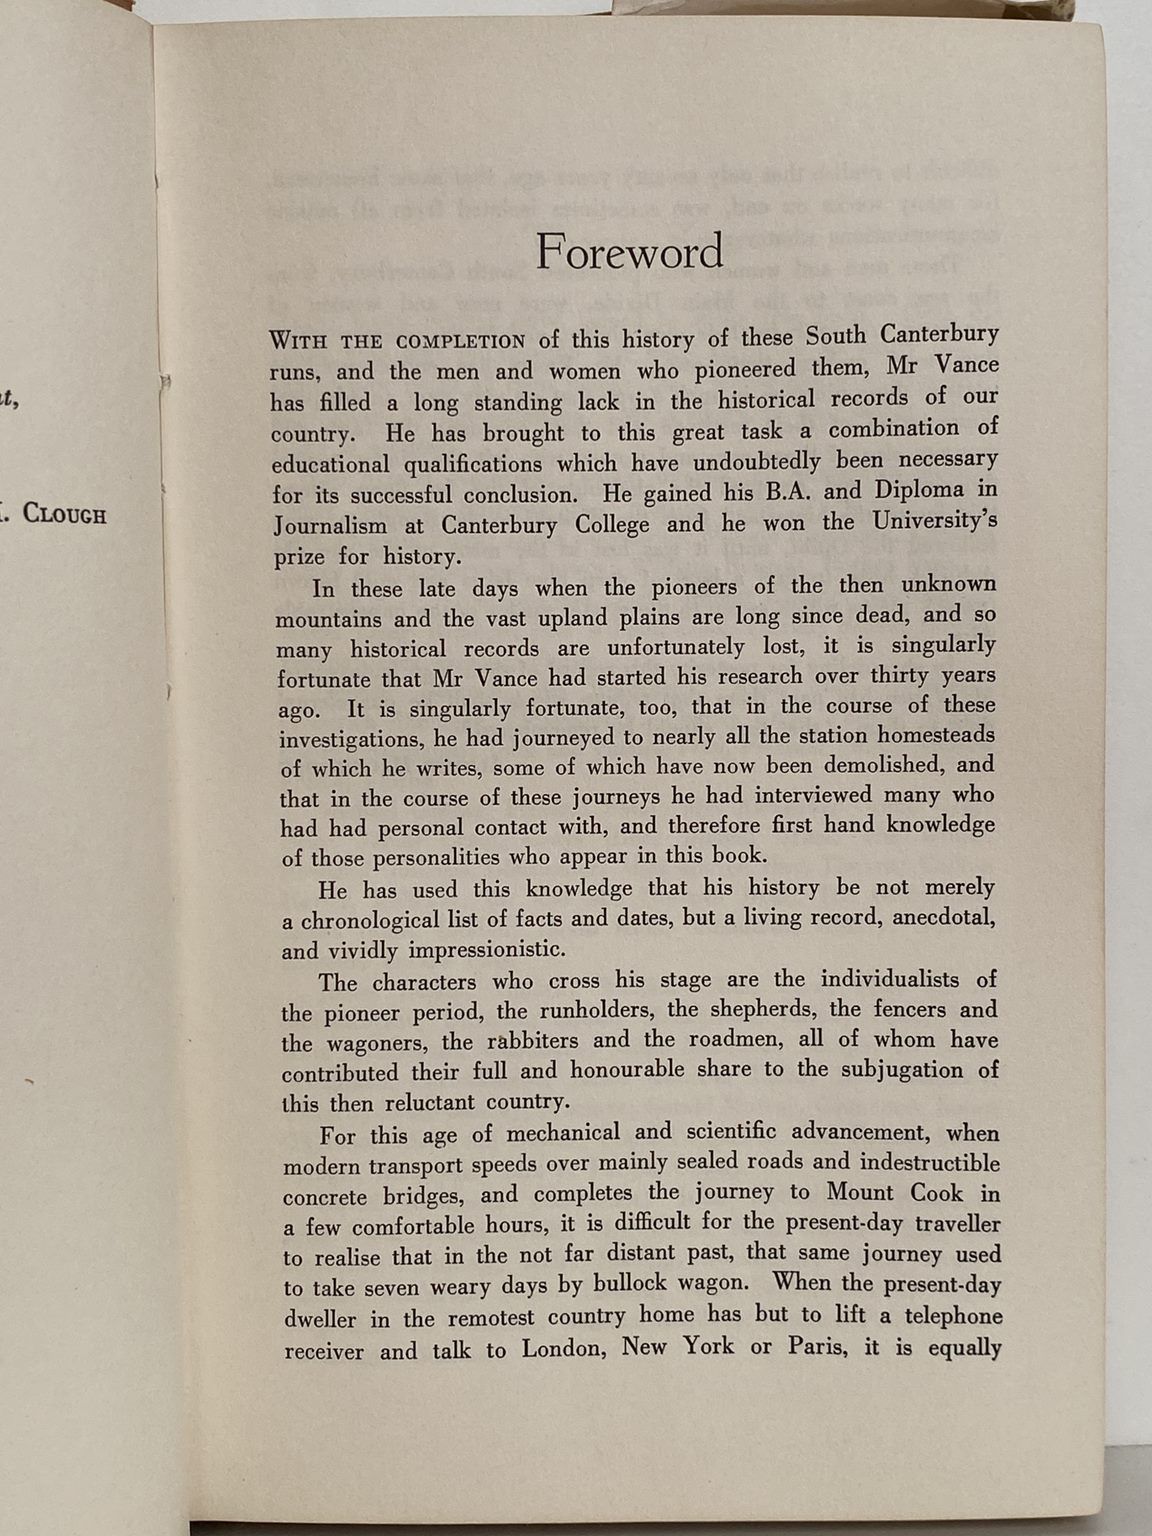 ut,
I. CLOUGH
Foreword
WITH THE COMPLETION of this history of these South Canterbury
runs, and the men and women who pioneered them, Mr Vance
has filled a long standing lack in the historical records of our
country. He has brought to this great task a combination of
educational qualifications which have undoubtedly been necessary
for its successful conclusion. He gained his B.A. and Diploma in
Journalism at Canterbury College and he won the University's
prize for history.
In these late days when the pioneers of the then unknown
mountains and the vast upland plains are long since dead, and so
many historical records are unfortunately lost, it is singularly
fortunate that Mr Vance had started his research over thirty years
ago. It is singularly fortunate, too, that in the course of these
investigations, he had journeyed to nearly all the station homesteads
of which he writes, some of which have now been demolished, and
that in the course of these journeys he had interviewed many who
had had personal contact with, and therefore first hand knowledge
of those personalities who appear in this book.
He has used this knowledge that his history be not merely
a chronological list of facts and dates, but a living record, anecdotal,
and vividly impressionistic.
The characters who cross his stage are the individualists of
the pioneer period, the runholders, the shepherds, the fencers and
the wagoners, the rabbiters and the roadmen, all of whom have
contributed their full and honourable share to the subjugation of
this then reluctant country.
For this age of mechanical and scientific advancement, when
modern transport speeds over mainly sealed roads and indestructible
concrete bridges, and completes the journey to Mount Cook in
a few comfortable hours, it is difficult for the present-day traveller
to realise that in the not far distant past, that same journey used
to take seven weary days by bullock wagon. When the present-day
dweller in the remotest country home has but to lift a telephone
receiver and talk to London, New York or Paris, it is equally